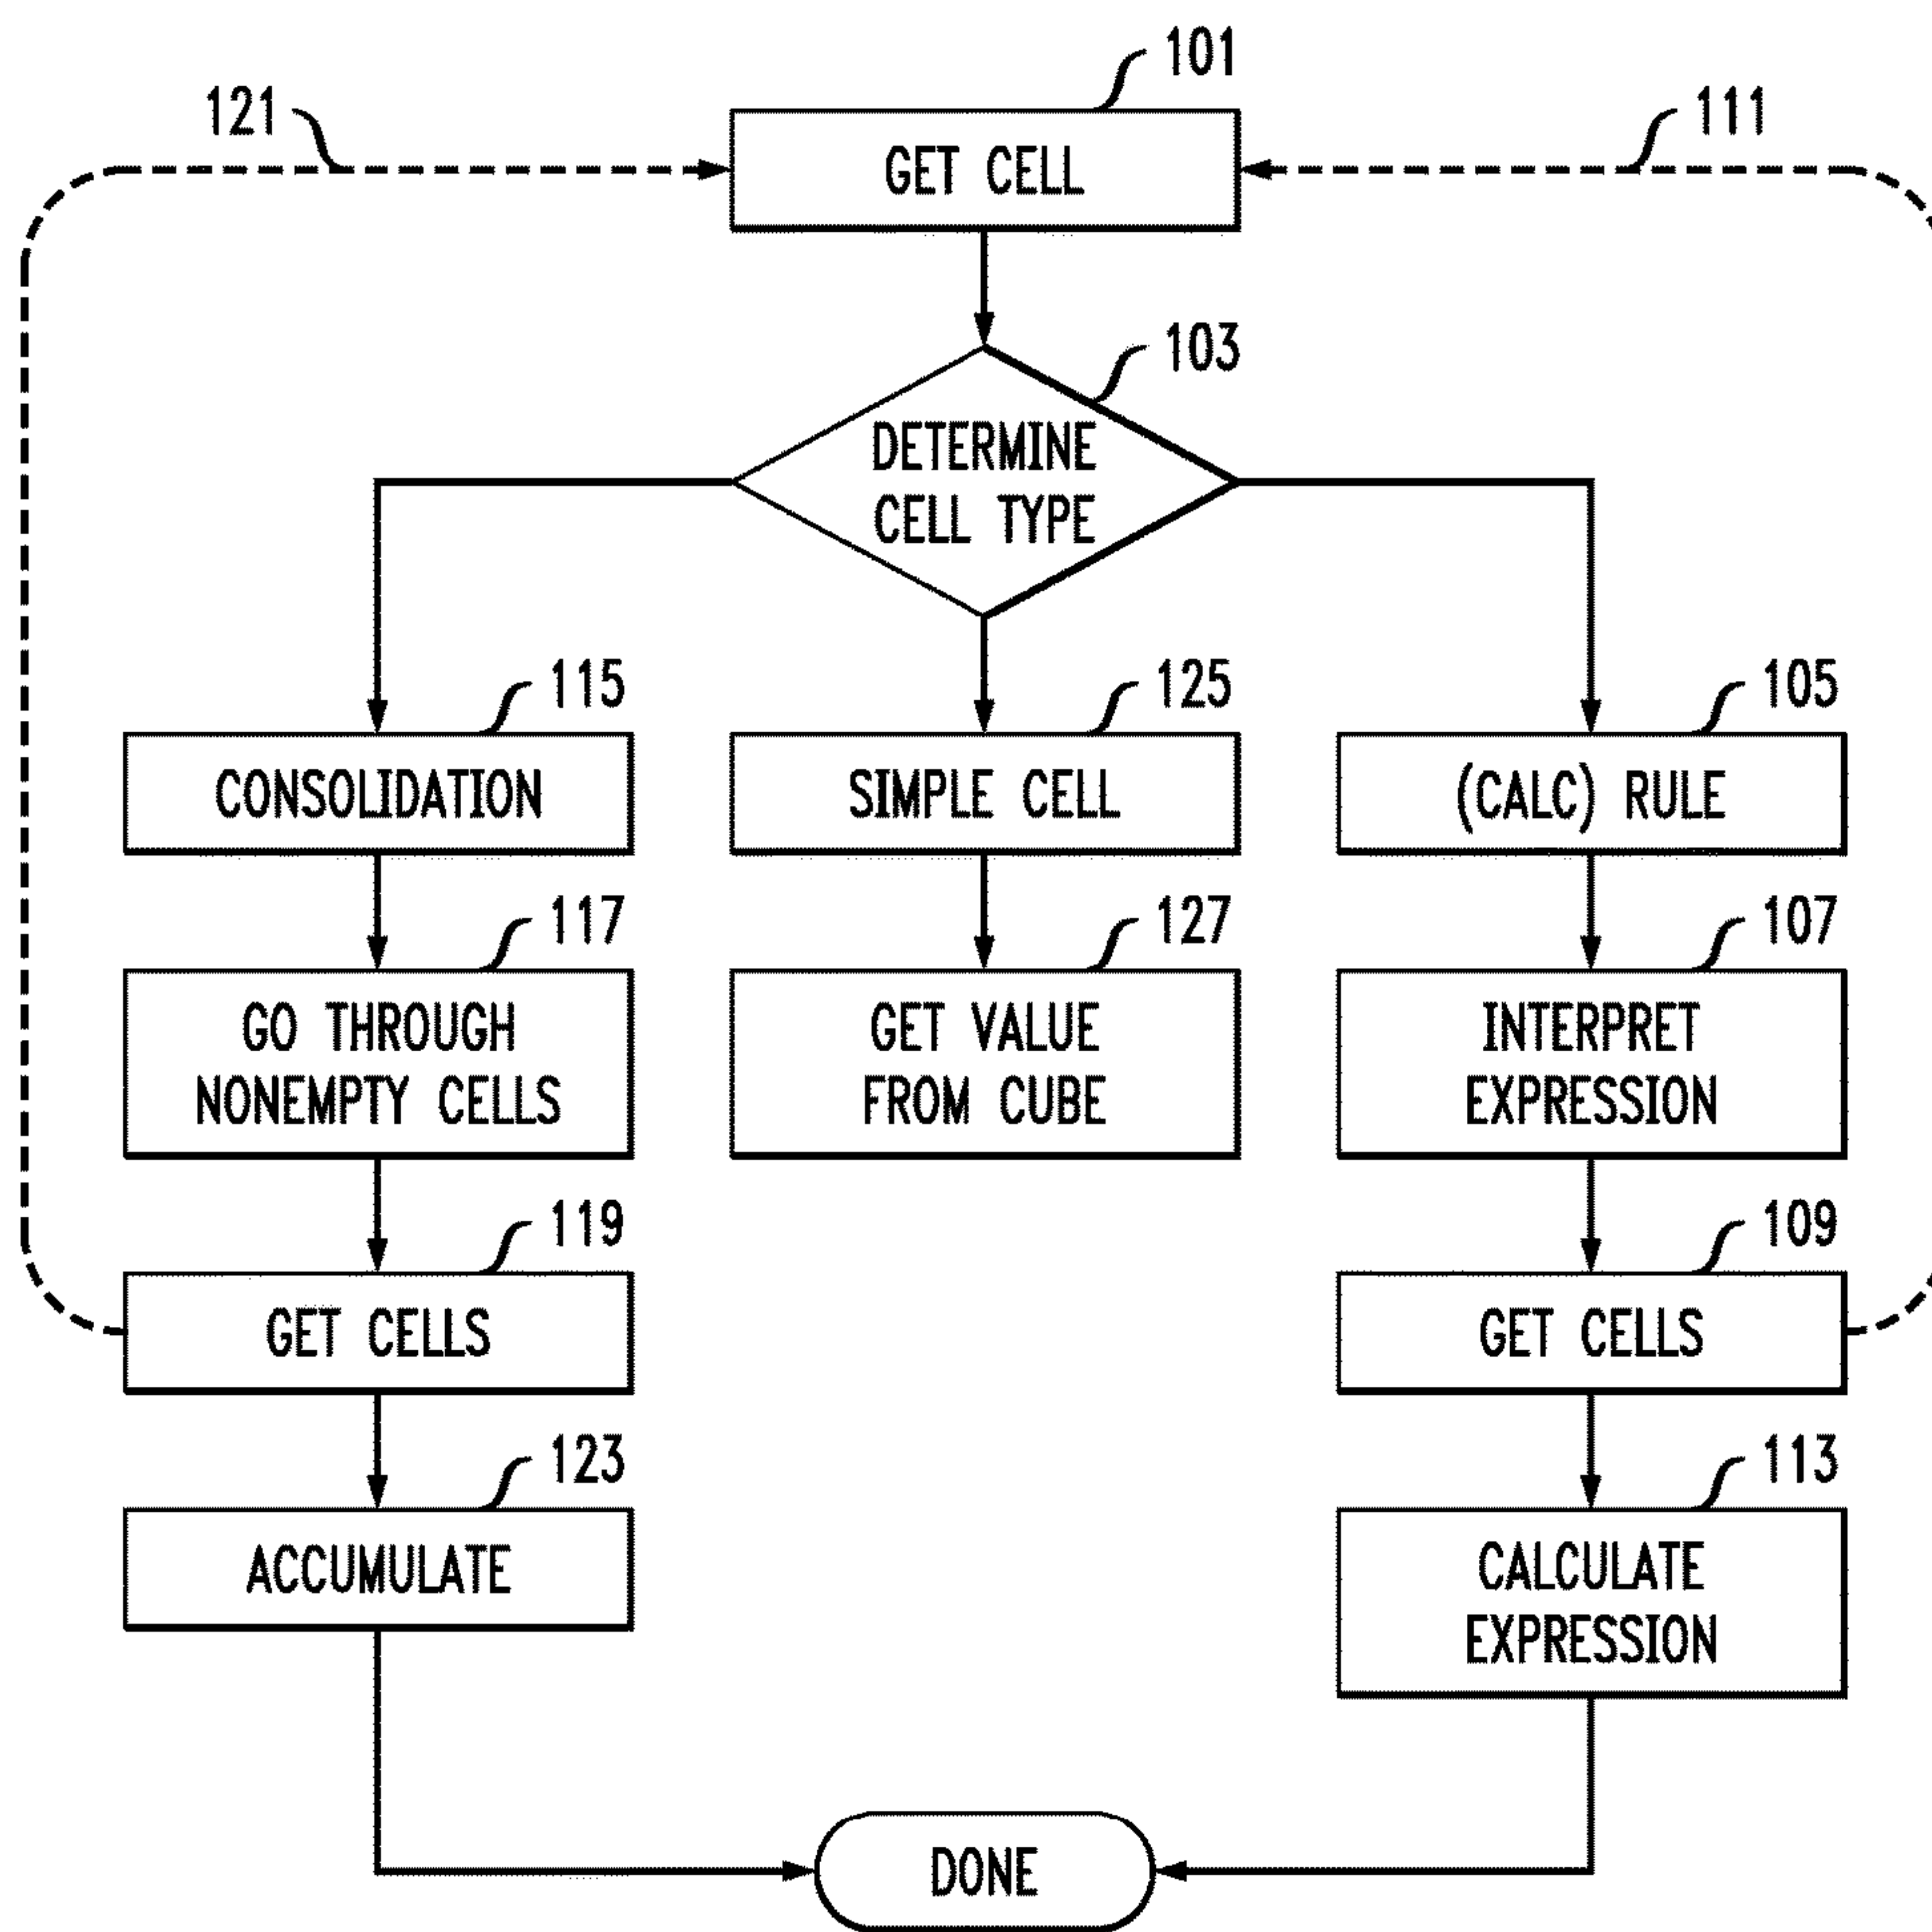 101
121
111
GET CELL
103
DETERMINE
CELL TYPE
115
125
105
CONSOLIDATION
SIMPLE CELL
(CALC) RULE
117
127
107
GO THROUGH
NONEMPTY CELLS
GET VALUE
FROM CUBE
INTERPRET
EXPRESSION
119
109
GET CELLS
GET CELLS
123
113
ACCUMULATE
CALCULATE
EXPRESSION
DONE